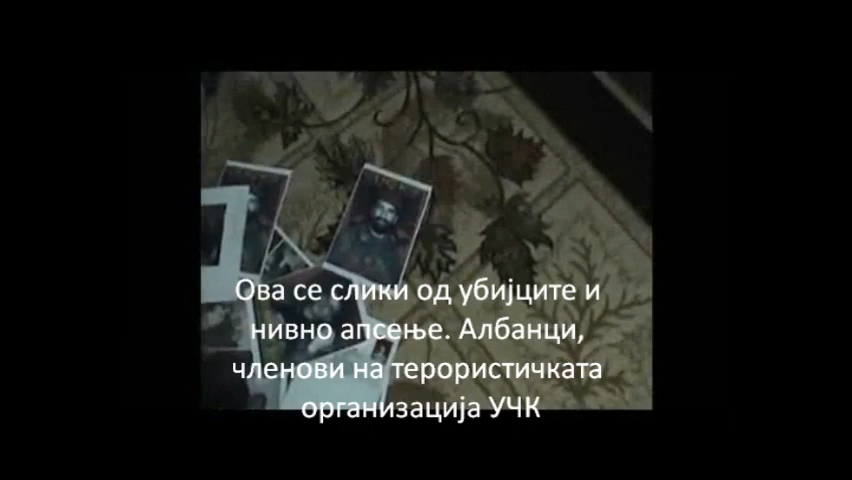 Ова се слики од убијците и
нивно апсење. Албанци,
членови на терористичката
организација УЧК